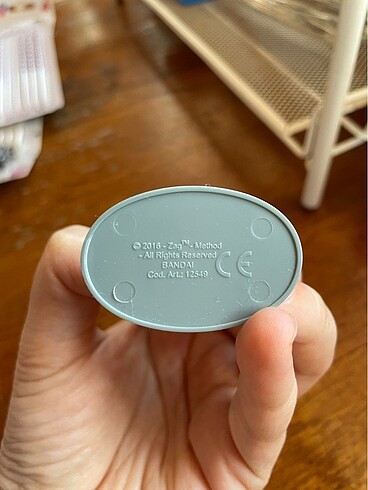 © 2016 - Zag™ - Method
- All Rights Reserved
BANDAI
Cod. Art.: 12549
CE